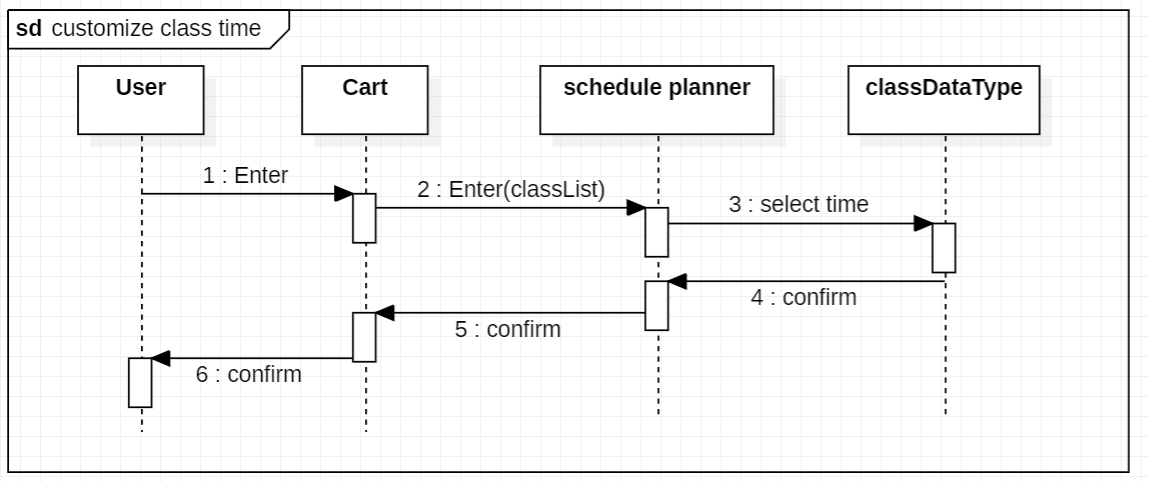 sd customize class time
User
Cart
schedule planner
classDataType
1 : Enter
2 : Enter(classList)
3 : select time
4 : confirm
5 : confirm
6 : confirm